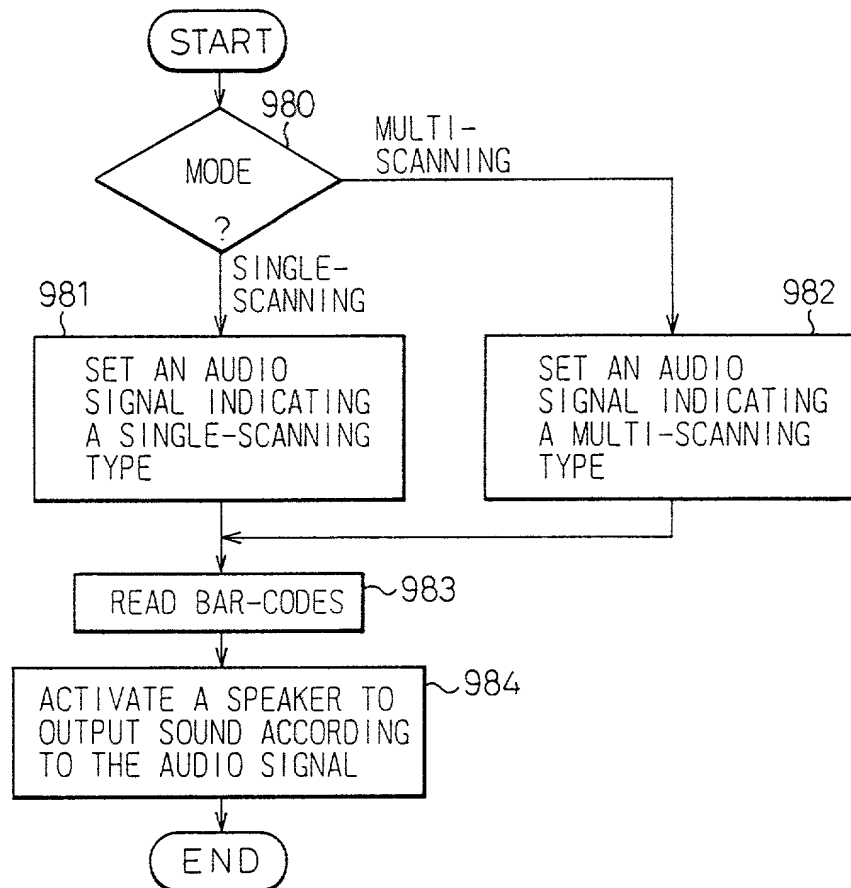 START
980
MODE
?
MULTI-
SCANNING
SINGLE-
SCANNING
981
SET AN AUDIO
SIGNAL INDICATING
A SINGLE-SCANNING
TYPE
982
SET AN AUDIO
SIGNAL INDICATING
A MULTI-SCANNING
TYPE
READ BAR-CODES
983
ACTIVATE A SPEAKER TO
OUTPUT SOUND ACCORDING
TO THE AUDIO SIGNAL
984
END